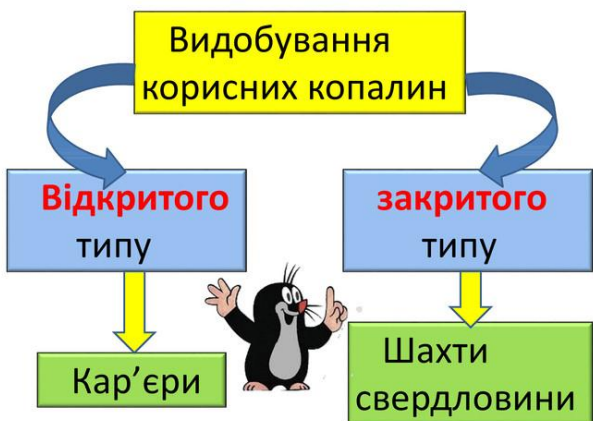 Видобування
корисних копалин
Відкритого
типу
закритого
типу
Кар’єри
Шахти
свердловини